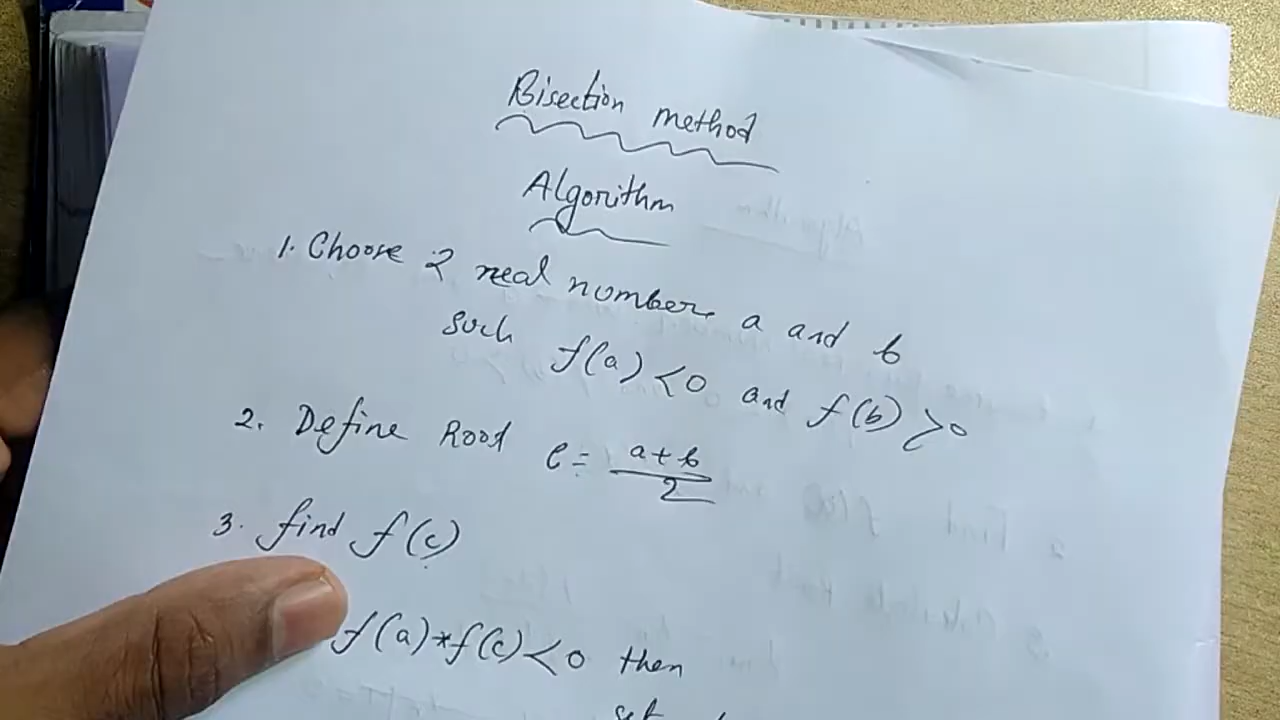 Bisection method
Algorithm
1. Choose 2 real number a and b
such f(a) <0 and f(b) >0
2. Define Root c = a+b/2
3. find f(c)
f(a)*f(c)<0 then
set